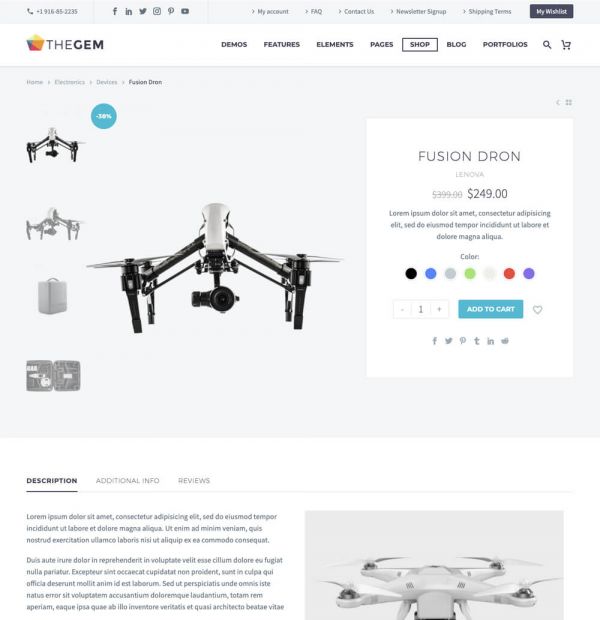 +1 916-85-2235
My account
FAQ
Contact Us
Newsletter Signup
Shipping Terms
My Wishlist
THEGEM
DEMOS
FEATURES
ELEMENTS
PAGES
SHOP
BLOG
PORTFOLIOS
Home > Electronics > Devices > Fusion Dron
-38%
FUSION DRON
LENOVA
$399.00 $249.00
Lorem ipsum dolor sit amet, consectetur adipisicing
elit, sed do eiusmod tempor incididunt ut labore et
dolore magna aliqua.
Color:
- 1 +
ADD TO CART
DESCRIPTION
ADDITIONAL INFO
REVIEWS
Lorem ipsum dolor sit amet, consectetur adipisicing elit, sed do eiusmod tempor
incididunt ut labore et dolore magna aliqua. Ut enim ad minim veniam, quis
nostrud exercitation ullamco laboris nisi ut aliquip ex ea commodo consequat.
Duis aute irure dolor in reprehenderit in voluptate velit esse cillum dolore eu fugiat
nulla pariatur. Excepteur sint occaecat cupidatat non proident, sunt in culpa qui
officia deserunt mollit anim id est laborum. Sed ut perspiciatis unde omnis iste
natus error sit voluptatem accusantium doloremque laudantium, totam rem
aperiam, eaque ipsa quae ab illo inventore veritatis et quasi architecto beatae vitae